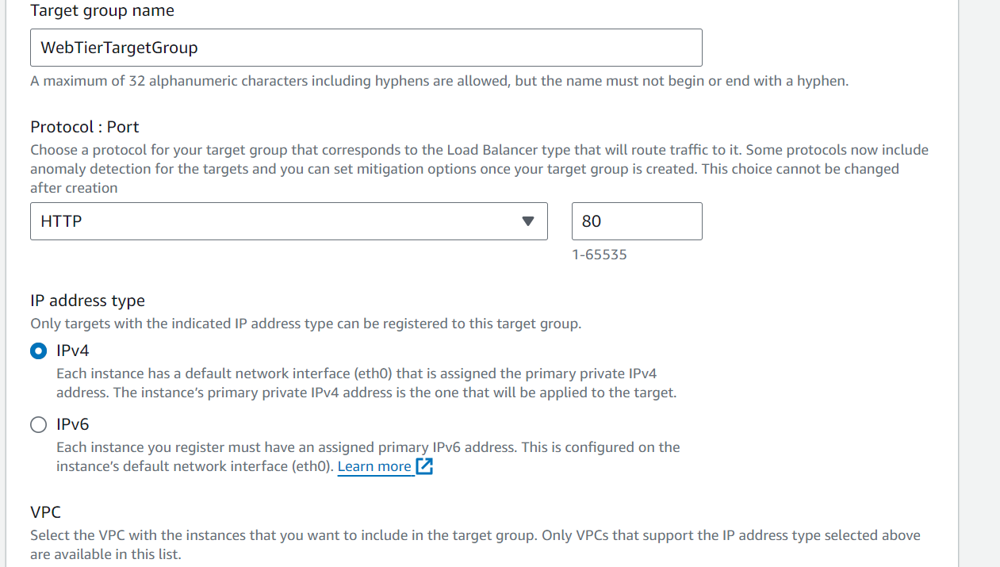 Target group name
WebTierTargetGroup
A maximum of 32 alphanumeric characters including hyphens are allowed, but the name must not begin or end with a hyphen.
Protocol : Port
Choose a protocol for your target group that corresponds to the Load Balancer type that will route traffic to it. Some protocols now include
anomaly detection for the targets and you can set mitigation options once your target group is created. This choice cannot be changed
after creation
HTTP
80
1-65535
IP address type
Only targets with the indicated IP address type can be registered to this target group.
IPv4
Each instance has a default network interface (eth0) that is assigned the primary private IPv4
address. The instance’s primary private IPv4 address is the one that will be applied to the target.
IPv6
Each instance you register must have an assigned primary IPv6 address. This is configured on the
instance’s default network interface (eth0). Learn more
VPC
Select the VPC with the instances that you want to include in the target group. Only VPCs that support the IP address type selected above
are available in this list.